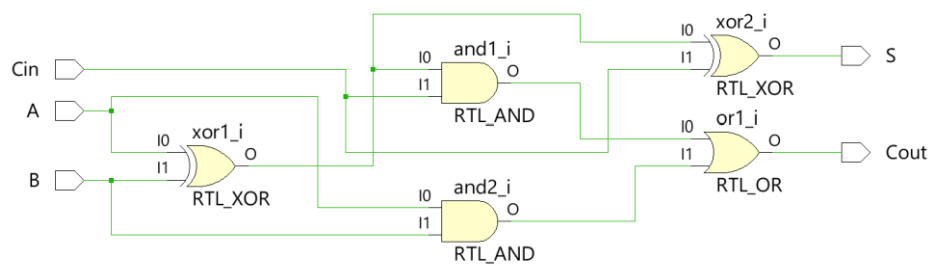 xor2_i
I0
O
S
I1
RTL_XOR
and1_i
I0
O
I1
RTL_AND
Cin
A
or1_i
I0
O
Cout
I1
RTL_OR
xor1_i
I0
O
I1
RTL_XOR
B
and2_i
I0
O
I1
RTL_AND